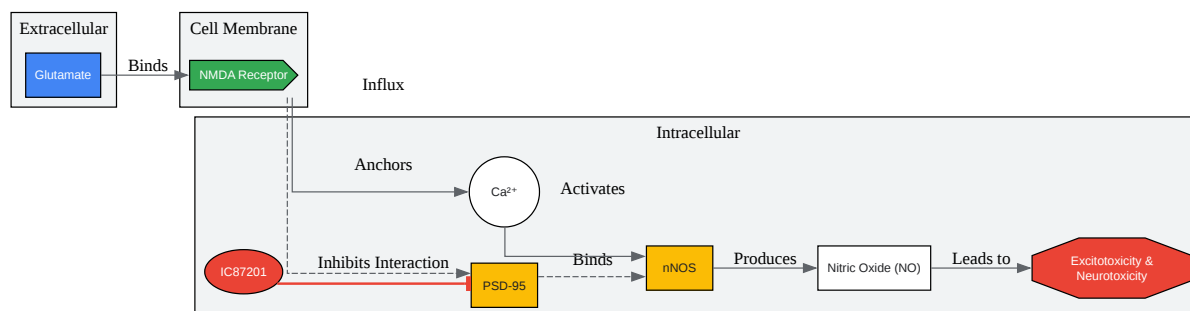 Extracellular
Cell Membrane
Glutamate
Binds
NMDA Receptor
Influx
Intracellular
Anchors
Ca²⁺
Activates
IC87201
Inhibits Interaction
PSD-95
Binds
nNOS
Produces
Nitric Oxide (NO)
Leads to
Excitotoxicity &
Neurotoxicity